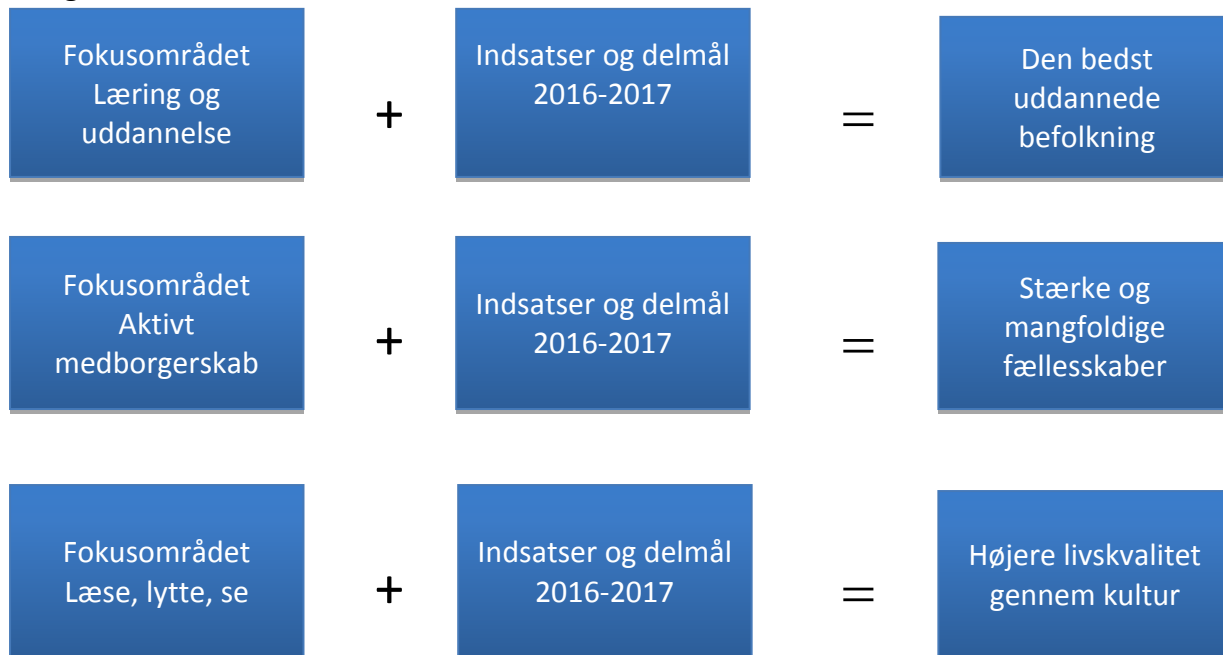 Fokusområdet
Læring og
uddannelse
+
Indsatser og delmål
2016-2017
=
Den bedst
uddannede
befolkning
Fokusområdet
Aktivt
medborgerskab
+
Indsatser og delmål
2016-2017
=
Stærke og
mangfoldige
fællesskaber
Fokusområdet
Læse, lytte, se
+
Indsatser og delmål
2016-2017
=
Højere livskvalitet
gennem kultur